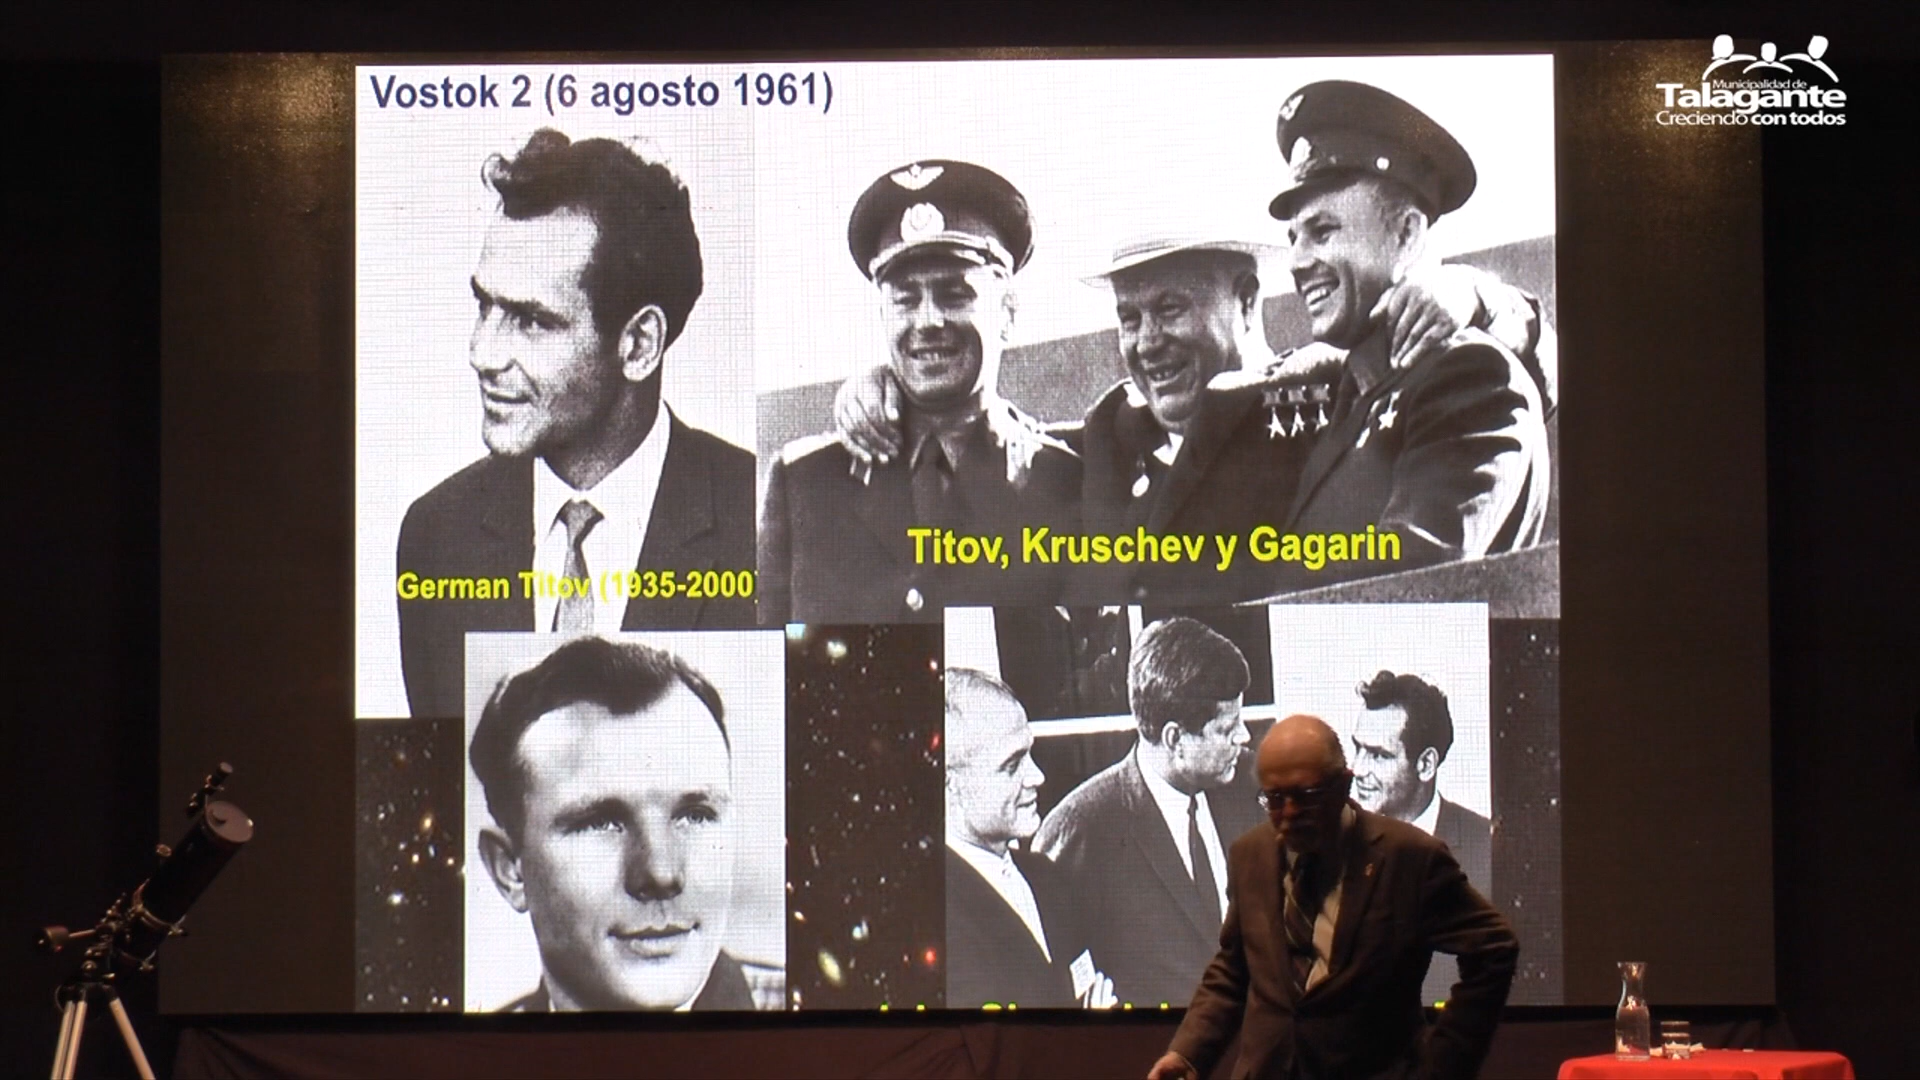 Vostok 2 (6 agosto 1961)
Municipalidad de
Talagante
Creciendo con todos
Titov, Kruschev y Gagarin
German Titov (1935-2000)